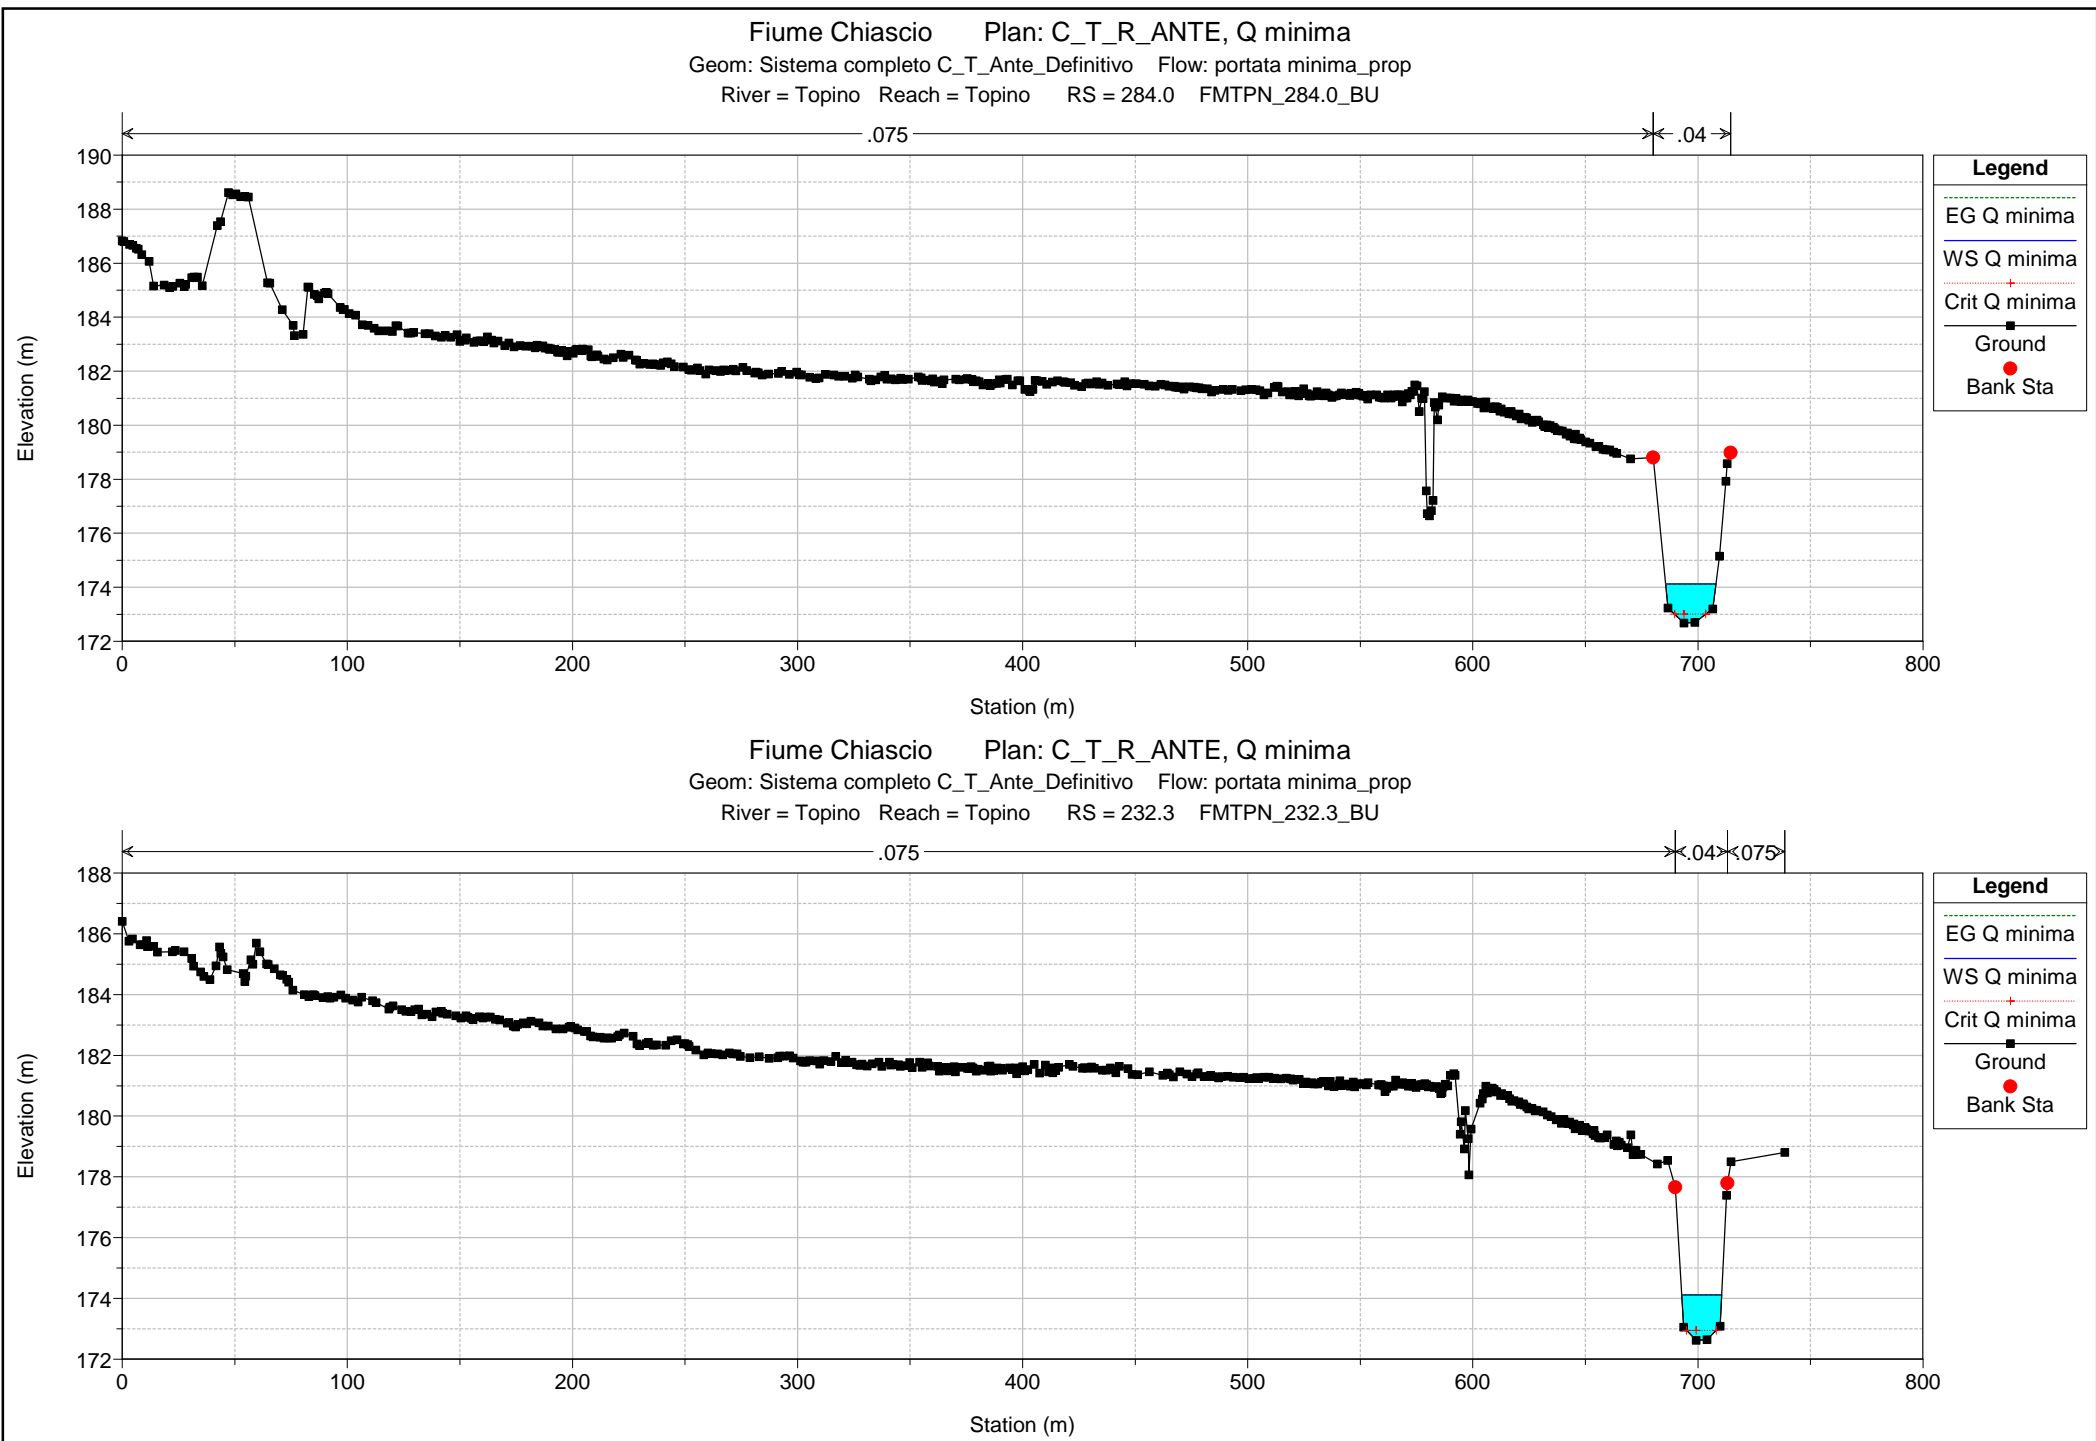 Fiume Chiascio Plan: C_T_R_ANTE, Q minima
Geom: Sistema completo C_T_Ante_Definitivo Flow: portata minima_prop
River = Topino Reach = Topino RS = 284.0 FMTPN_284.0_BU
.075 .04
190
188
186
184
182
180
178
176
174
172
Elevation (m)
0 100 200 300 400 500 600 700 800
Station (m)
Legend
EG Q minima
WS Q minima
Crit Q minima
Ground
Bank Sta
Fiume Chiascio Plan: C_T_R_ANTE, Q minima
Geom: Sistema completo C_T_Ante_Definitivo Flow: portata minima_prop
River = Topino Reach = Topino RS = 232.3 FMTPN_232.3_BU
.075 .04 .075
188
186
184
182
180
178
176
174
172
Elevation (m)
0 100 200 300 400 500 600 700 800
Station (m)
Legend
EG Q minima
WS Q minima
Crit Q minima
Ground
Bank Sta